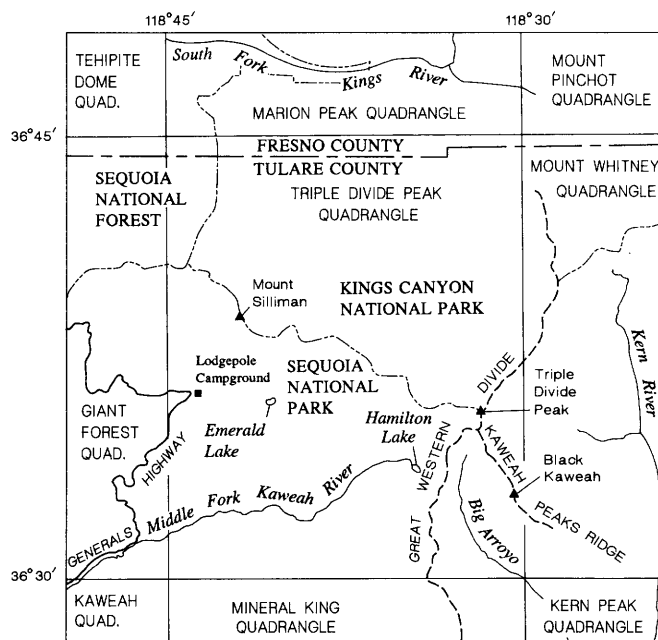 118°45'
118°30'
TEHIPITE
DOME
QUAD.
South Fork Kings River
MOUNT
PINCHOT
QUADRANGLE
MARION PEAK QUADRANGLE
36°45'
FRESNO COUNTY
TULARE COUNTY
MOUNT WHITNEY
QUADRANGLE
SEQUOIA
NATIONAL
FOREST
TRIPLE DIVIDE PEAK
QUADRANGLE
Mount
Silliman
KINGS CANYON
NATIONAL PARK
Kern River
Lodgepole
Campground
SEQUOIA
NATIONAL
PARK
Triple
Divide
Peak
GIANT
FOREST
QUAD.
Emerald
Lake
Hamilton
Lake
GREAT WESTERN DIVIDE
KAWEAH PEAKS RIDGE
Black
Kaweah
GENERALS HIGHWAY
Middle Fork Kaweah River
Big Arroyo
36°30'
KAWEAH
QUAD.
MINERAL KING
QUADRANGLE
KERN PEAK
QUADRANGLE